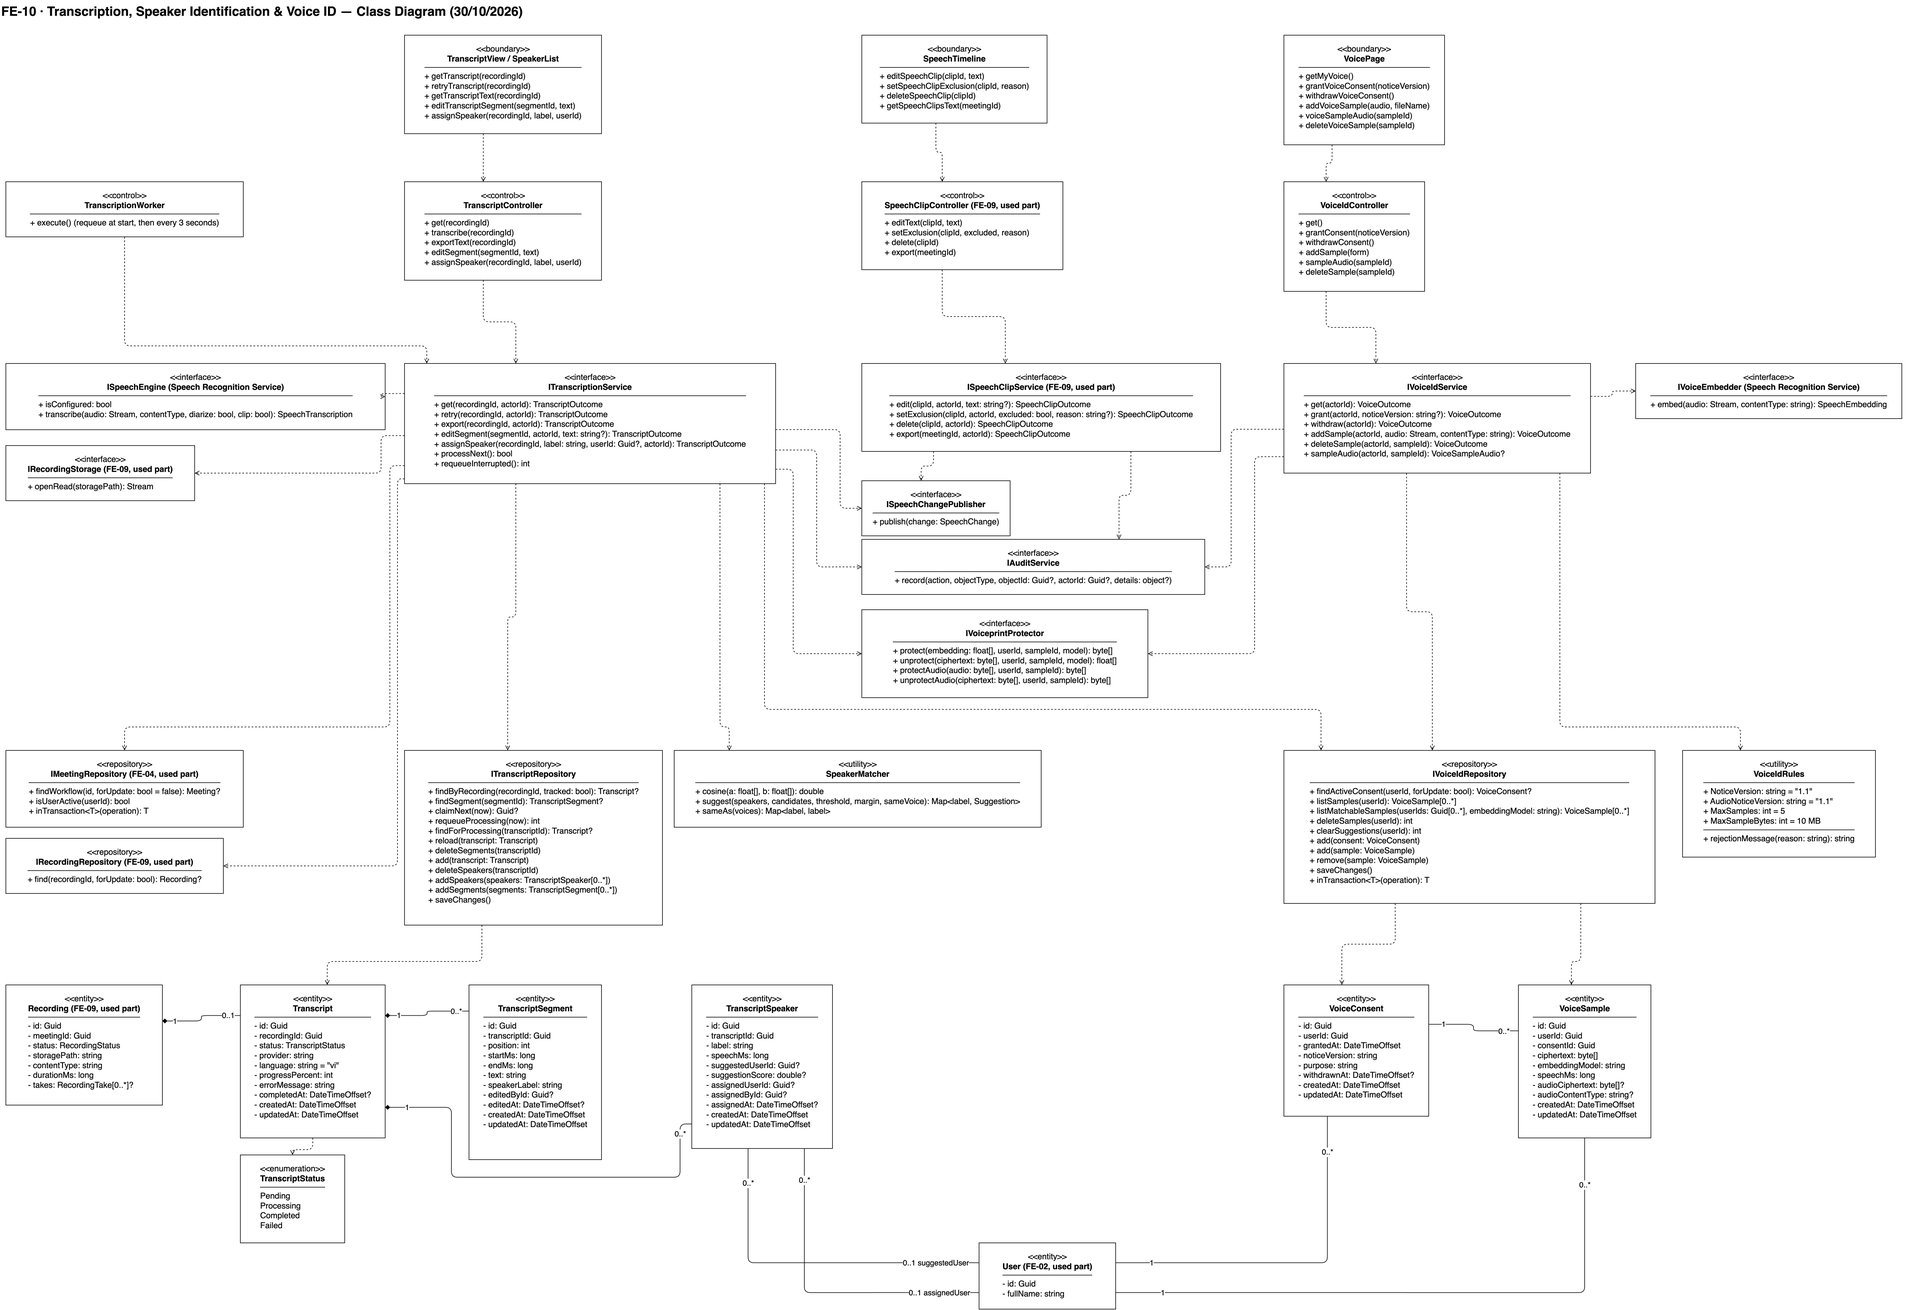 FE-10 · Transcription, Speaker Identification & Voice ID — Class Diagram (30/10/2026)
<<boundary>>
TranscriptView / SpeakerList
+ getTranscript(recordingId)
+ retryTranscript(recordingId)
+ getTranscriptText(recordingId)
+ editTranscriptSegment(segmentId, text)
+ assignSpeaker(recordingId, label, userId)
<<boundary>>
SpeechTimeline
+ editSpeechClip(clipId, text)
+ setSpeechClipExclusion(clipId, reason)
+ deleteSpeechClip(clipId)
+ getSpeechClipsText(meetingId)
<<boundary>>
VoicePage
+ getMyVoice()
+ grantVoiceConsent(noticeVersion)
+ withdrawVoiceConsent()
+ addVoiceSample(audio, fileName)
+ voiceSampleAudio(sampleId)
+ deleteVoiceSample(sampleId)
<<control>>
TranscriptionWorker
+ execute() (requeue at start, then every 3 seconds)
<<control>>
TranscriptController
+ get(recordingId)
+ transcribe(recordingId)
+ exportText(recordingId)
+ editSegment(segmentId, text)
+ assignSpeaker(recordingId, label, userId)
<<control>>
SpeechClipController (FE-09, used part)
+ editText(clipId, text)
+ setExclusion(clipId, excluded, reason)
+ delete(clipId)
+ export(meetingId)
<<control>>
VoiceIdController
+ get()
+ grantConsent(noticeVersion)
+ withdrawConsent()
+ addSample(form)
+ sampleAudio(sampleId)
+ deleteSample(sampleId)
<<interface>>
ISpeechEngine (Speech Recognition Service)
+ isConfigured: bool
+ transcribe(audio: Stream, contentType, diarize: bool, clip: bool): SpeechTranscription
<<interface>>
ITranscriptionService
+ get(recordingId, actorId): TranscriptOutcome
+ retry(recordingId, actorId): TranscriptOutcome
+ export(recordingId, actorId): TranscriptOutcome
+ editSegment(segmentId, actorId, text: string?): TranscriptOutcome
+ assignSpeaker(recordingId, label: string, userId: Guid?, actorId): TranscriptOutcome
+ processNext(): bool
+ requeueInterrupted(): int
<<interface>>
ISpeechClipService (FE-09, used part)
+ edit(clipId, actorId, text: string?): SpeechClipOutcome
+ setExclusion(clipId, actorId, excluded: bool, reason: string?): SpeechClipOutcome
+ delete(clipId, actorId): SpeechClipOutcome
+ export(meetingId, actorId): SpeechClipOutcome
<<interface>>
IVoiceIdService
+ get(actorId): VoiceOutcome
+ grant(actorId, noticeVersion: string?): VoiceOutcome
+ withdraw(actorId): VoiceOutcome
+ addSample(actorId, audio: Stream, contentType: string): VoiceOutcome
+ deleteSample(actorId, sampleId): VoiceOutcome
+ sampleAudio(actorId, sampleId): VoiceSampleAudio?
<<interface>>
IVoiceEmbedder (Speech Recognition Service)
+ embed(audio: Stream, contentType: string): SpeechEmbedding
<<interface>>
IRecordingStorage (FE-09, used part)
+ openRead(storagePath): Stream
<<interface>>
ISpeechChangePublisher
+ publish(change: SpeechChange)
<<interface>>
IAuditService
+ record(action, objectType, objectId: Guid?, actorId: Guid?, details: object?)
<<interface>>
IVoiceprintProtector
+ protect(embedding: float[], userId, sampleId, model): byte[]
+ unprotect(ciphertext: byte[], userId, sampleId, model): float[]
+ protectAudio(audio: byte[], userId, sampleId): byte[]
+ unprotectAudio(ciphertext: byte[], userId, sampleId): byte[]
<<repository>>
IMeetingRepository (FE-04, used part)
+ findWorkflow(id, forUpdate: bool = false): Meeting?
+ isUserActive(userId): bool
+ inTransaction<T>(operation): T
<<repository>>
IRecordingRepository (FE-09, used part)
+ find(recordingId, forUpdate: bool): Recording?
<<repository>>
ITranscriptRepository
+ findByRecording(recordingId, tracked: bool): Transcript?
+ findSegment(segmentId): TranscriptSegment?
+ claimNext(now): Guid?
+ requeueProcessing(now): int
+ findForProcessing(transcriptId): Transcript?
+ reload(transcript: Transcript)
+ deleteSegments(transcriptId)
+ add(transcript: Transcript)
+ deleteSpeakers(transcriptId)
+ addSpeakers(speakers: TranscriptSpeaker[0..*])
+ addSegments(segments: TranscriptSegment[0..*])
+ saveChanges()
<<utility>>
SpeakerMatcher
+ cosine(a: float[], b: float[]): double
+ suggest(speakers, candidates, threshold, margin, sameVoice): Map<label, Suggestion>
+ sameAs(voices): Map<label, label>
<<repository>>
IVoiceIdRepository
+ findActiveConsent(userId, forUpdate: bool): VoiceConsent?
+ listSamples(userId): VoiceSample[0..*]
+ listMatchableSamples(userIds: Guid[0..*], embeddingModel: string): VoiceSample[0..*]
+ deleteSamples(userId): int
+ clearSuggestions(userId): int
+ add(consent: VoiceConsent)
+ add(sample: VoiceSample)
+ remove(sample: VoiceSample)
+ saveChanges()
+ inTransaction<T>(operation): T
<<utility>>
VoiceIdRules
+ NoticeVersion: string = "1.1"
+ AudioNoticeVersion: string = "1.1"
+ MaxSamples: int = 5
+ MaxSampleBytes: int = 10 MB
+ rejectionMessage(reason: string): string
<<entity>>
Recording (FE-09, used part)
- id: Guid
- meetingId: Guid
- status: RecordingStatus
- storagePath: string
- contentType: string
- durationMs: long
- takes: RecordingTake[0..*]?
1
0..1
<<entity>>
Transcript
- id: Guid
- recordingId: Guid
- status: TranscriptStatus
- provider: string
- language: string = "vi"
- progressPercent: int
- errorMessage: string
- completedAt: DateTimeOffset?
- createdAt: DateTimeOffset
- updatedAt: DateTimeOffset
1
0..*
1
0..*
<<entity>>
TranscriptSegment
- id: Guid
- transcriptId: Guid
- position: int
- startMs: long
- endMs: long
- text: string
- speakerLabel: string
- editedById: Guid?
- editedAt: DateTimeOffset?
- createdAt: DateTimeOffset
- updatedAt: DateTimeOffset
<<entity>>
TranscriptSpeaker
- id: Guid
- transcriptId: Guid
- label: string
- speechMs: long
- suggestedUserId: Guid?
- suggestionScore: double?
- assignedUserId: Guid?
- assignedById: Guid?
- assignedAt: DateTimeOffset?
- createdAt: DateTimeOffset
- updatedAt: DateTimeOffset
<<entity>>
VoiceConsent
- id: Guid
- userId: Guid
- grantedAt: DateTimeOffset
- noticeVersion: string
- purpose: string
- withdrawnAt: DateTimeOffset?
- createdAt: DateTimeOffset
- updatedAt: DateTimeOffset
1
0..*
<<entity>>
VoiceSample
- id: Guid
- userId: Guid
- consentId: Guid
- ciphertext: byte[]
- embeddingModel: string
- speechMs: long
- audioCiphertext: byte[]?
- audioContentType: string?
- createdAt: DateTimeOffset
- updatedAt: DateTimeOffset
<<enumeration>>
TranscriptStatus
Pending
Processing
Completed
Failed
0..*
0..*
0..*
0..*
0..1 suggestedUser
0..1 assignedUser
<<entity>>
User (FE-02, used part)
- id: Guid
- fullName: string
1
1